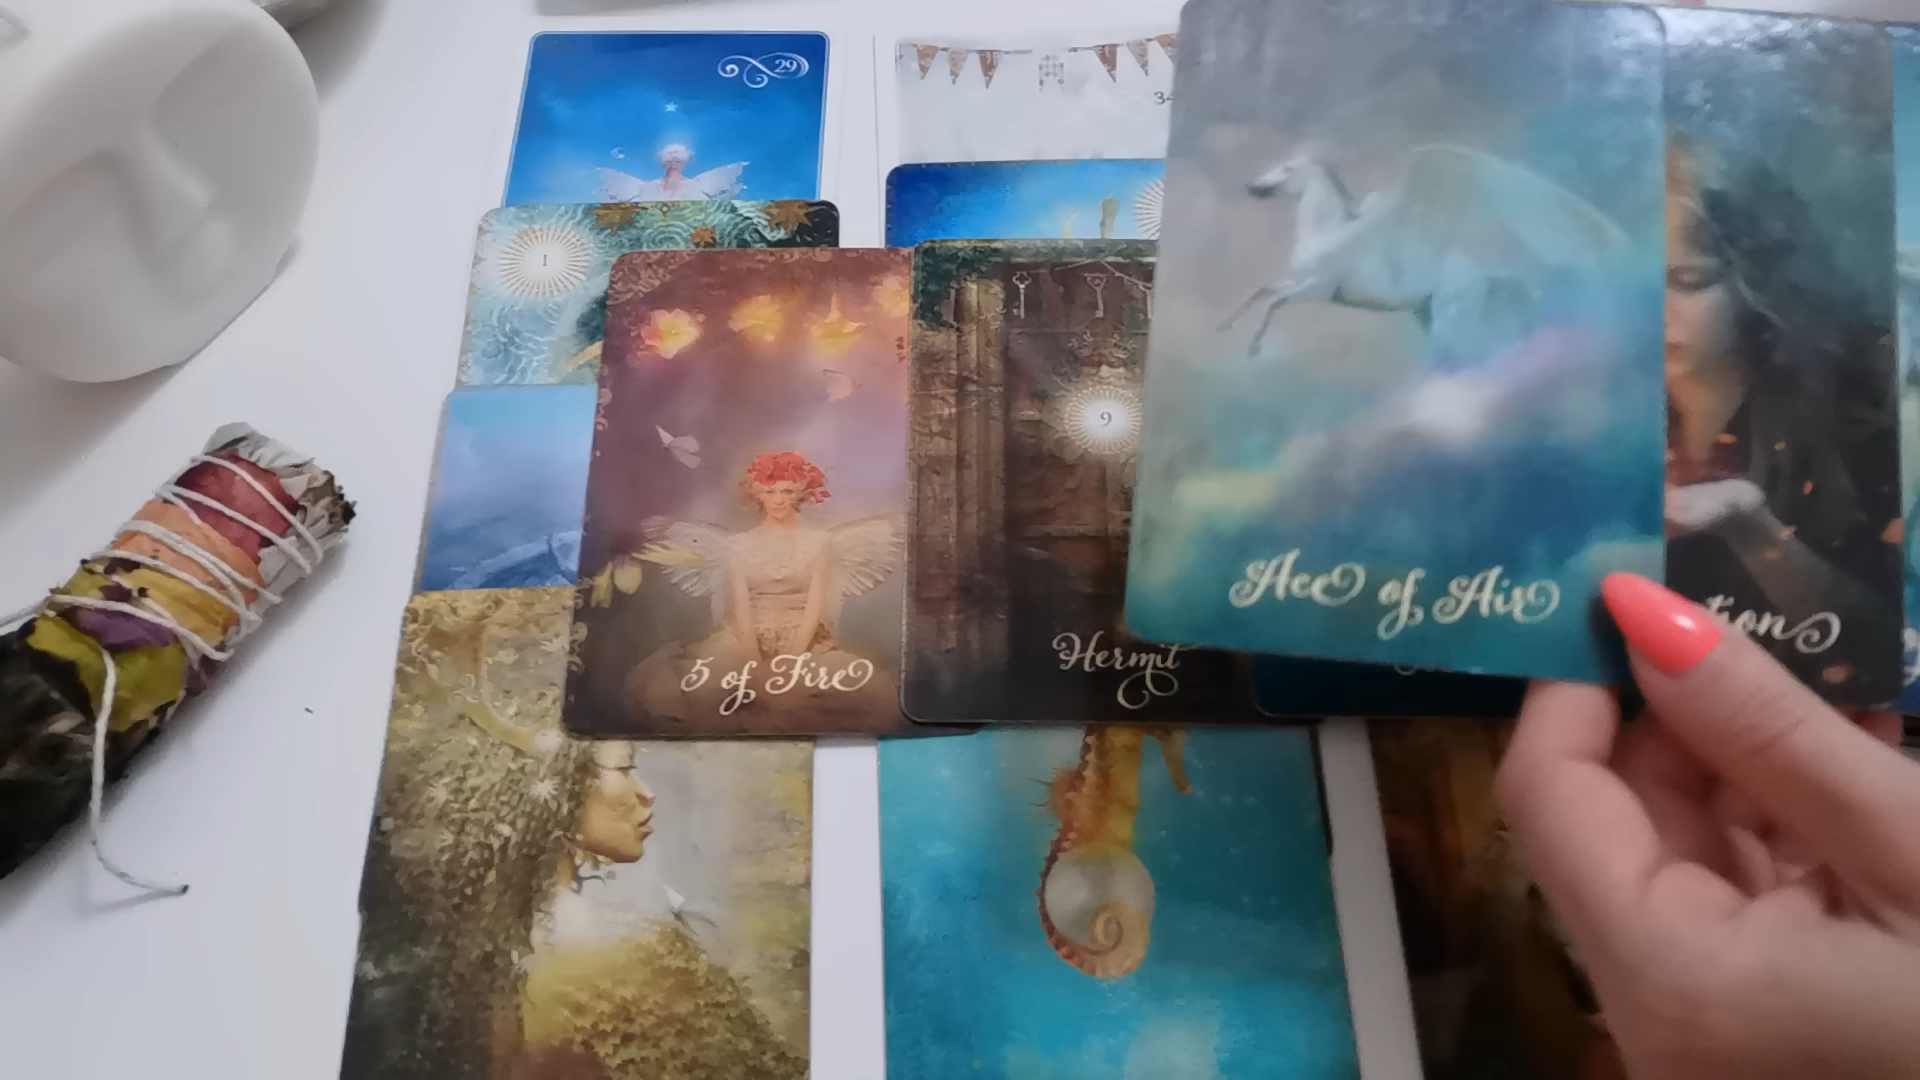 29
34
1
9
5 of Fire
Hermit
Ace of Air
tion